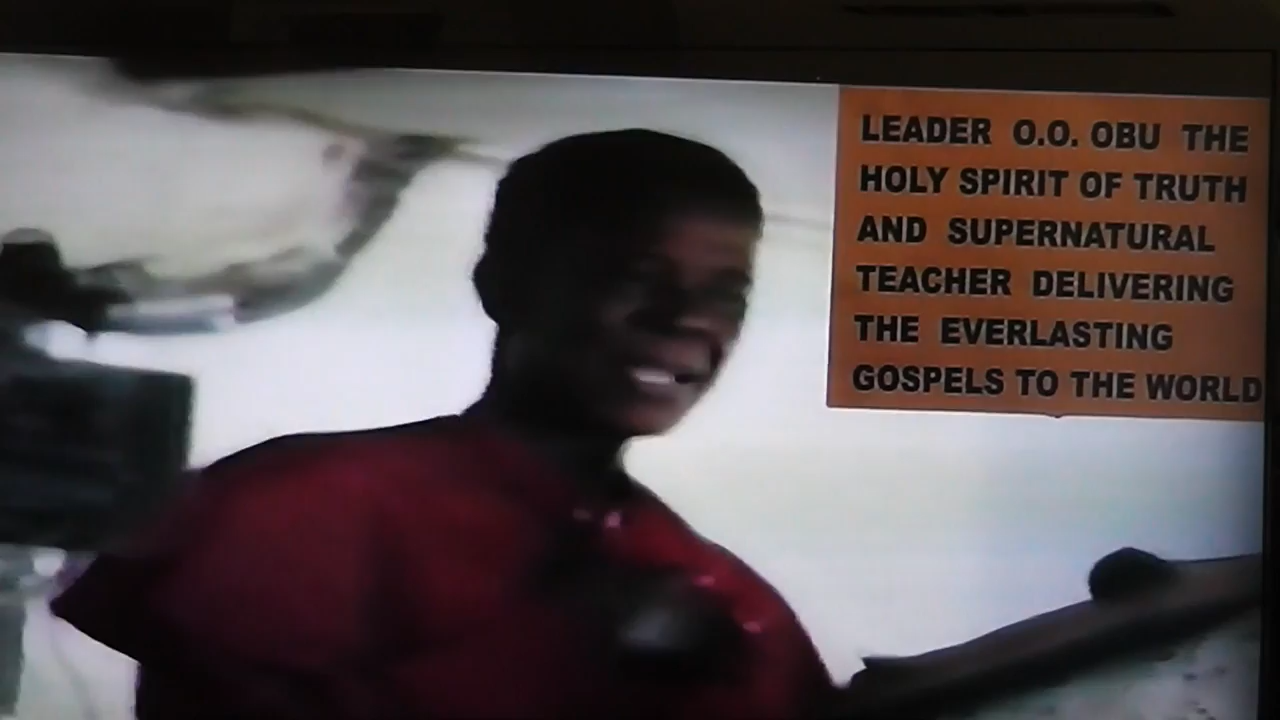 LEADER O.O. OBU THE
HOLY SPIRIT OF TRUTH
AND SUPERNATURAL
TEACHER DELIVERING
THE EVERLASTING
GOSPELS TO THE WORLD